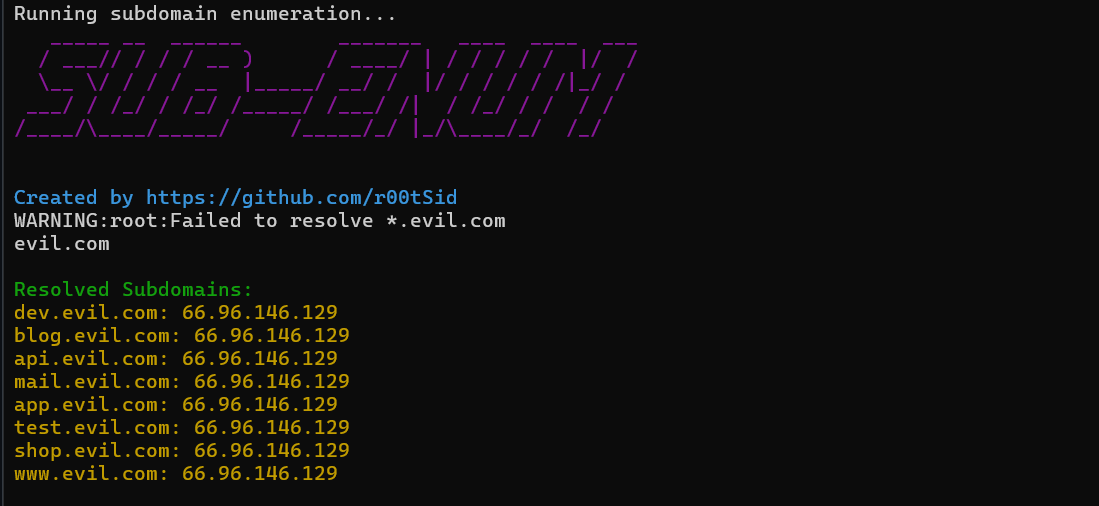 Running subdomain enumeration...
SUB-ENUM
Created by https://github.com/r00tSid
WARNING:root:Failed to resolve *.evil.com
evil.com
Resolved Subdomains:
dev.evil.com: 66.96.146.129
blog.evil.com: 66.96.146.129
api.evil.com: 66.96.146.129
mail.evil.com: 66.96.146.129
app.evil.com: 66.96.146.129
test.evil.com: 66.96.146.129
shop.evil.com: 66.96.146.129
www.evil.com: 66.96.146.129